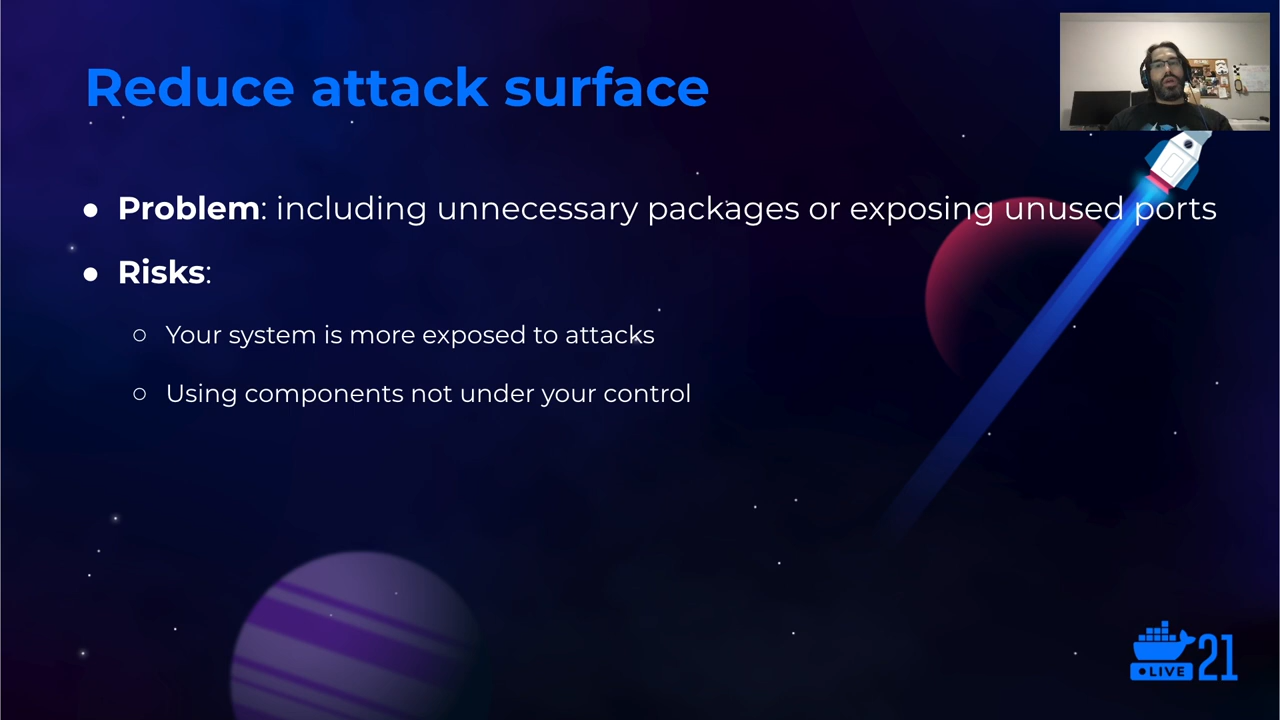 Reduce attack surface
● Problem: including unnecessary packages or exposing unused ports
● Risks:
○ Your system is more exposed to attacks
○ Using components not under your control
LIVE 21